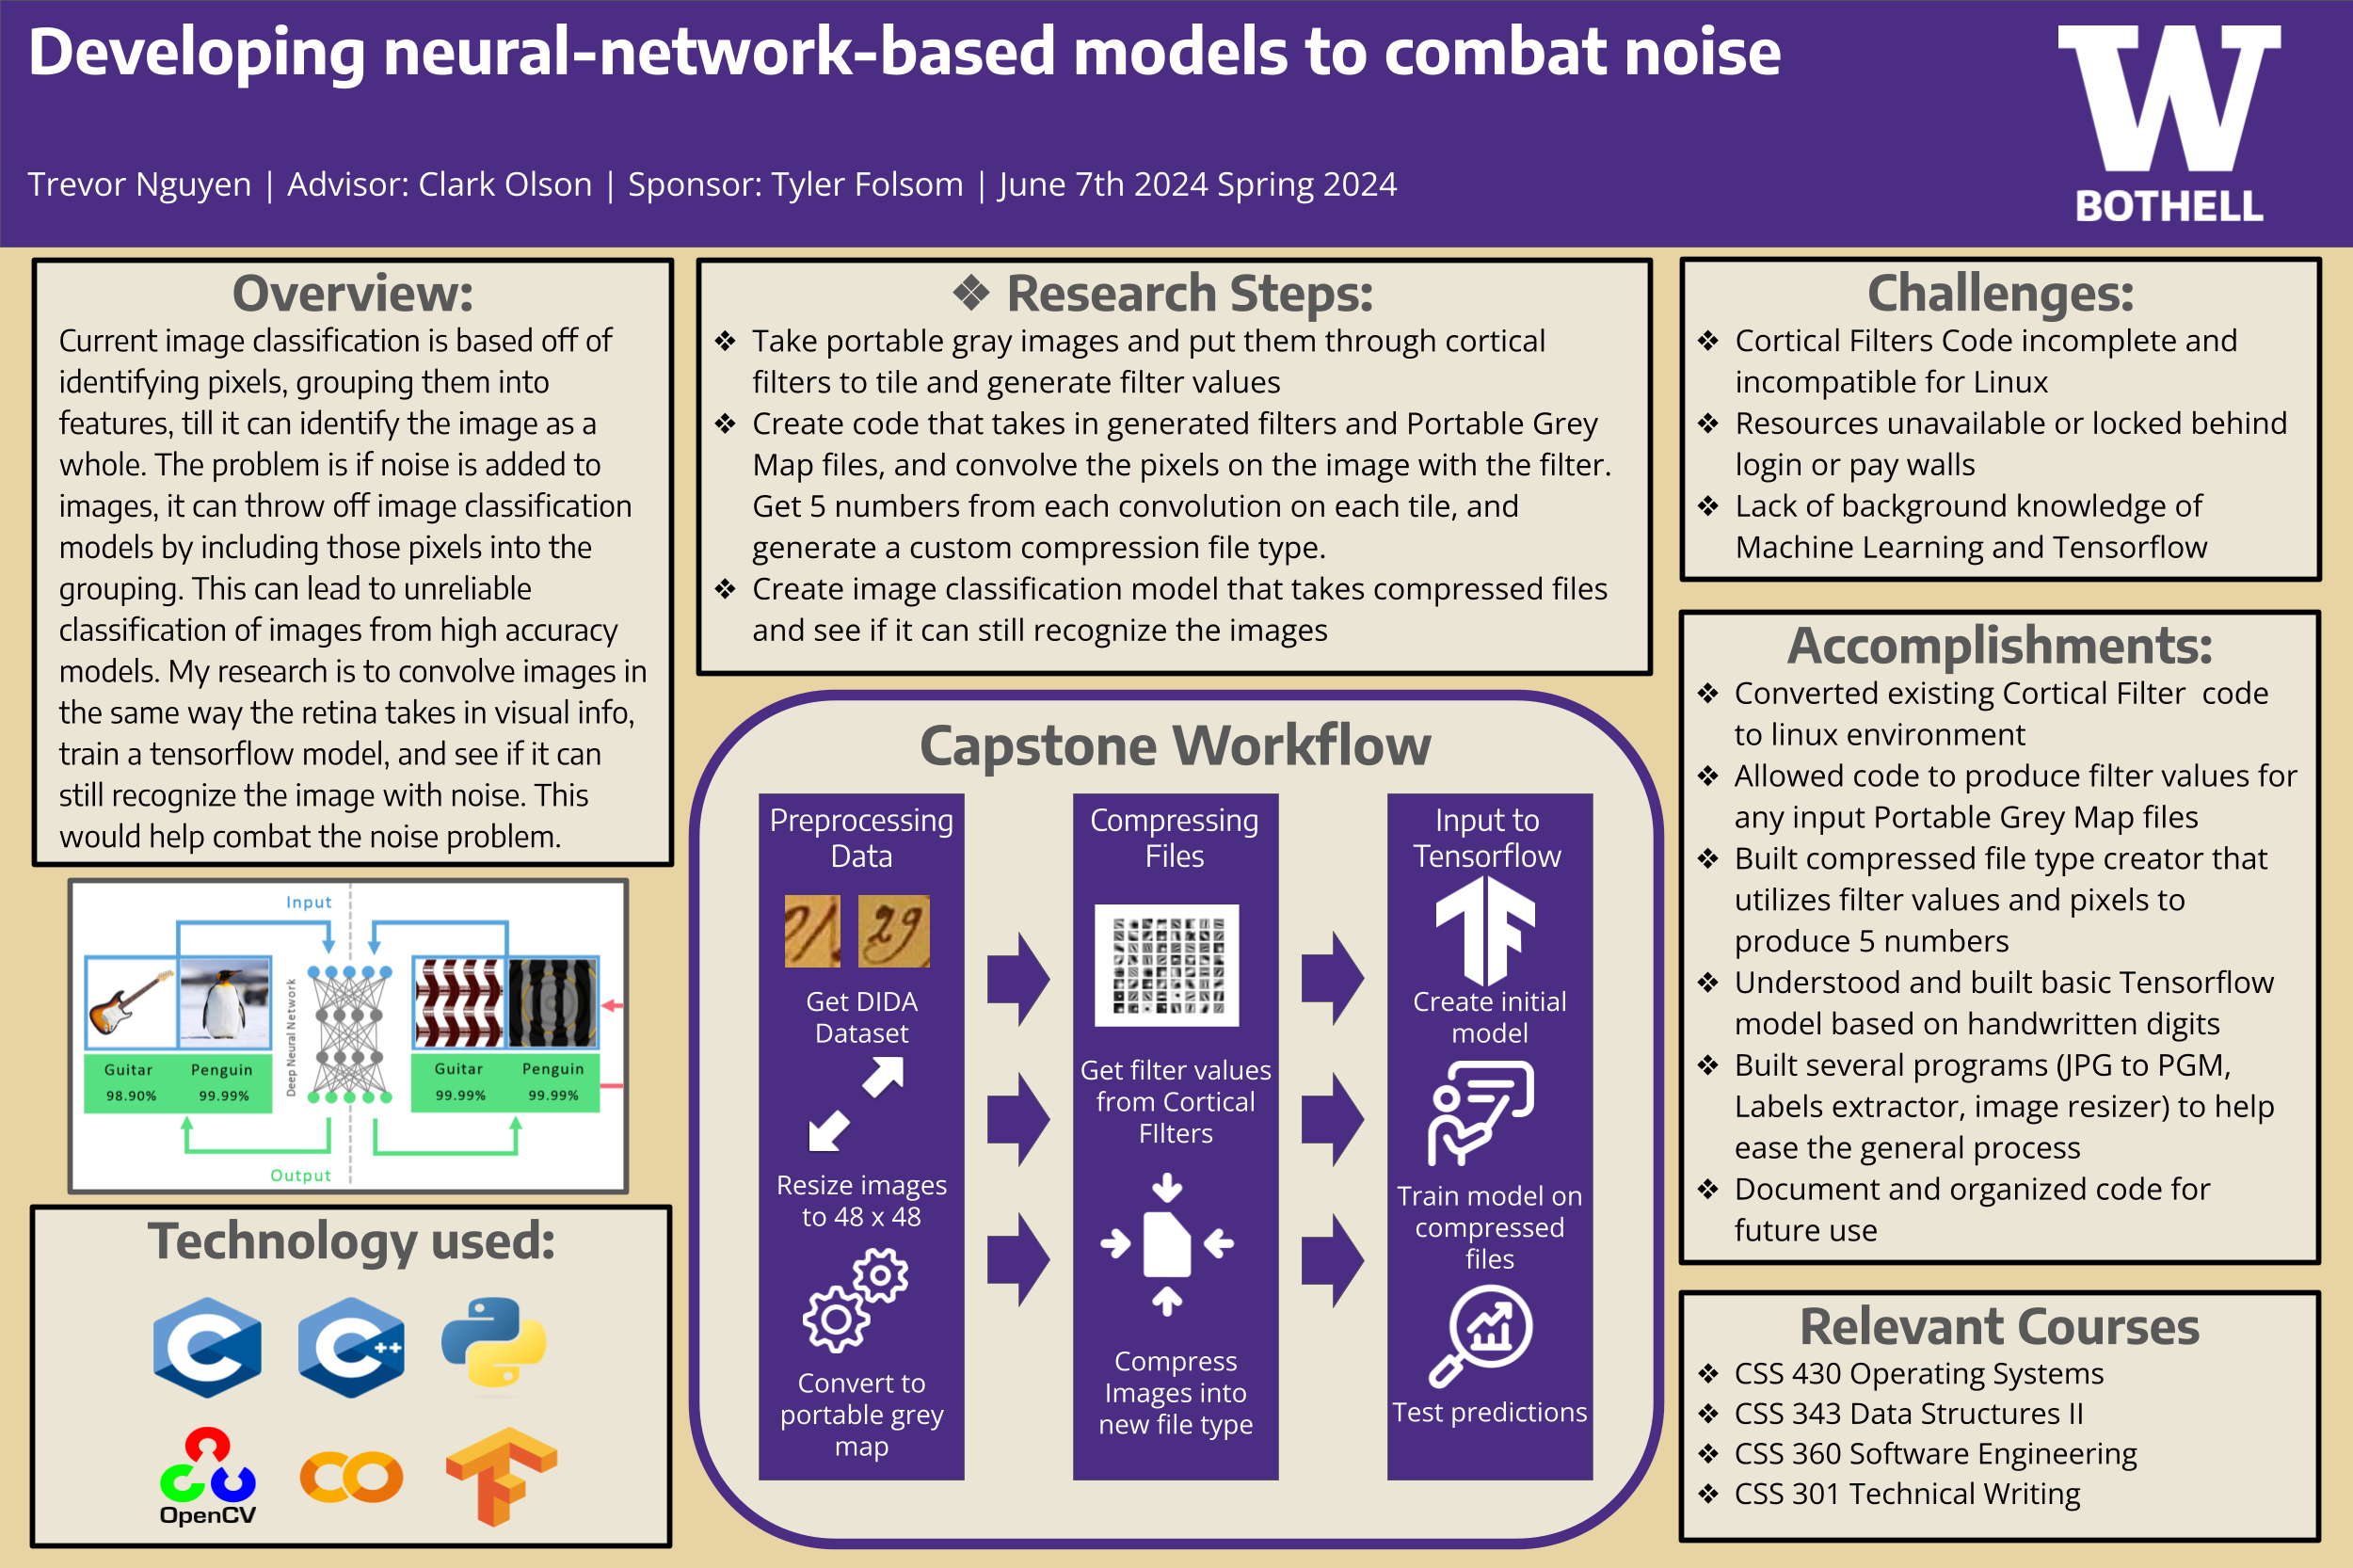 Developing neural-network-based models to combat noise
Trevor Nguyen | Advisor: Clark Olson | Sponsor: Tyler Folsom | June 7th 2024 Spring 2024
W
BOTHELL
Overview:
Current image classification is based off of
identifying pixels, grouping them into
features, till it can identify the image as a
whole. The problem is if noise is added to
images, it can throw off image classification
models by including those pixels into the
grouping. This can lead to unreliable
classification of images from high accuracy
models. My research is to convolve images in
the same way the retina takes in visual info,
train a tensorflow model, and see if it can
still recognize the image with noise. This
would help combat the noise problem.
Input
Deep Neural Network
Guitar
98.90%
Penguin
99.99%
Guitar
99.99%
Penguin
99.99%
Output
Technology used:
C
C++
OpenCV
❖ Research Steps:
❖ Take portable gray images and put them through cortical
filters to tile and generate filter values
❖ Create code that takes in generated filters and Portable Grey
Map files, and convolve the pixels on the image with the filter.
Get 5 numbers from each convolution on each tile, and
generate a custom compression file type.
❖ Create image classification model that takes compressed files
and see if it can still recognize the images
Capstone Workflow
Preprocessing
Data
29
Get DIDA
Dataset
Resize images
to 48 x 48
Convert to
portable grey
map
Compressing
Files
Get filter values
from Cortical
FIlters
Compress
Images into
new file type
Input to
Tensorflow
Create initial
model
Train model on
compressed
files
Test predictions
Challenges:
❖ Cortical Filters Code incomplete and
incompatible for Linux
❖ Resources unavailable or locked behind
login or pay walls
❖ Lack of background knowledge of
Machine Learning and Tensorflow
Accomplishments:
❖ Converted existing Cortical Filter  code
to linux environment
❖ Allowed code to produce filter values for
any input Portable Grey Map files
❖ Built compressed file type creator that
utilizes filter values and pixels to
produce 5 numbers
❖ Understood and built basic Tensorflow
model based on handwritten digits
❖ Built several programs (JPG to PGM,
Labels extractor, image resizer) to help
ease the general process
❖ Document and organized code for
future use
Relevant Courses
❖ CSS 430 Operating Systems
❖ CSS 343 Data Structures II
❖ CSS 360 Software Engineering
❖ CSS 301 Technical Writing